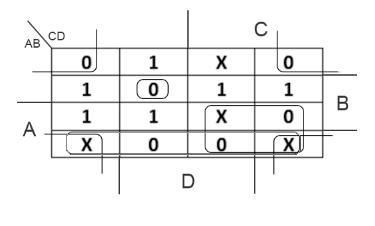 C
AB CD
0 1 X 0
1 0 1 1
B
1 1 X 0
A
X 0 0 X
D